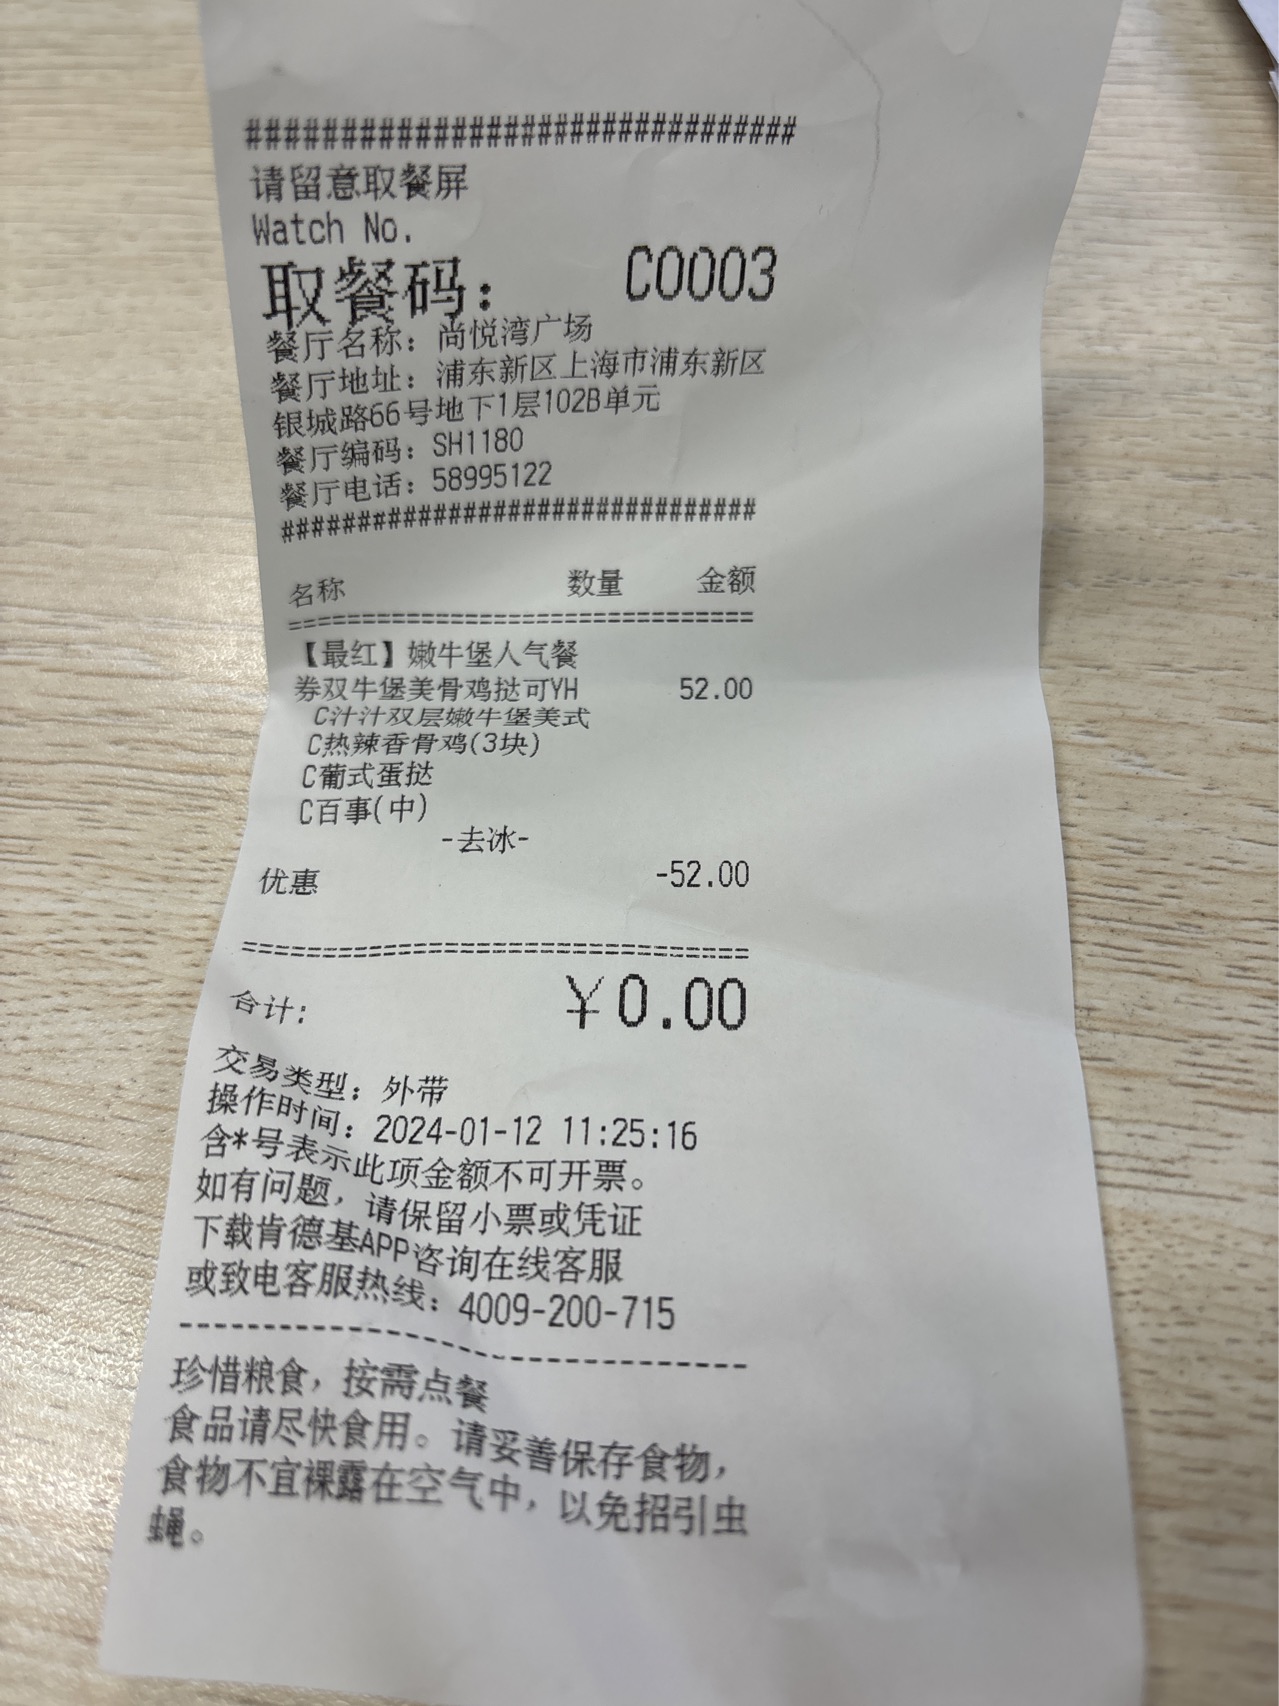 ##############################
请留意取餐屏
Watch No.
取餐码: C0003
餐厅名称: 尚悦湾广场
餐厅地址: 浦东新区上海市浦东新区
银城路66号地下1层102B单元
餐厅编码: SH1180
餐厅电话: 58995122
##############################
名称 数量 金额
==============================
【最红】嫩牛堡人气餐
券双牛堡美骨鸡挞可YH 52.00
C汁汁双层嫩牛堡美式
C热辣香骨鸡(3块)
C葡式蛋挞
C百事(中)
-去冰-
优惠 -52.00
==============================
合计: ￥0.00
交易类型: 外带
操作时间: 2024-01-12 11:25:16
含*号表示此项金额不可开票。
如有问题, 请保留小票或凭证
下载肯德基APP咨询在线客服
或致电客服热线: 4009-200-715
------------------------------
珍惜粮食, 按需点餐
食品请尽快食用。请妥善保存食物,
食物不宜裸露在空气中, 以免招引虫
蝇。